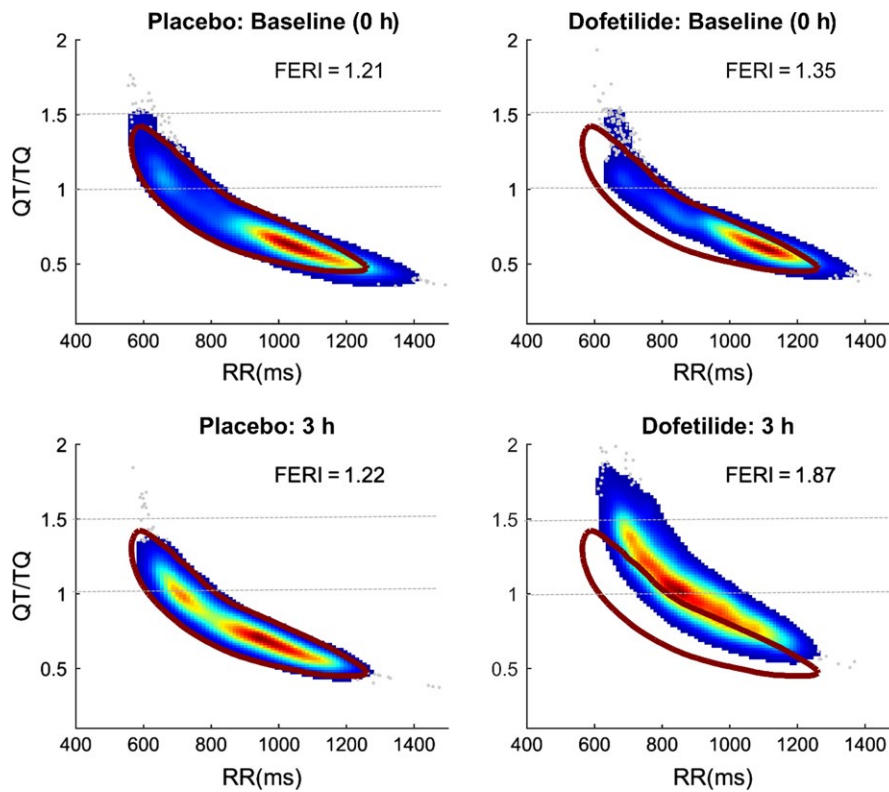 Placebo: Baseline (0 h)
FERI = 1.21
2
1.5
1
0.5
QT/TQ
400 600 800 1000 1200 1400
RR(ms)
Dofetilide: Baseline (0 h)
FERI = 1.35
2
1.5
1
0.5
400 600 800 1000 1200 1400
RR(ms)
Placebo: 3 h
FERI = 1.22
2
1.5
1
0.5
QT/TQ
400 600 800 1000 1200 1400
RR(ms)
Dofetilide: 3 h
FERI = 1.87
2
1.5
1
0.5
400 600 800 1000 1200 1400
RR(ms)